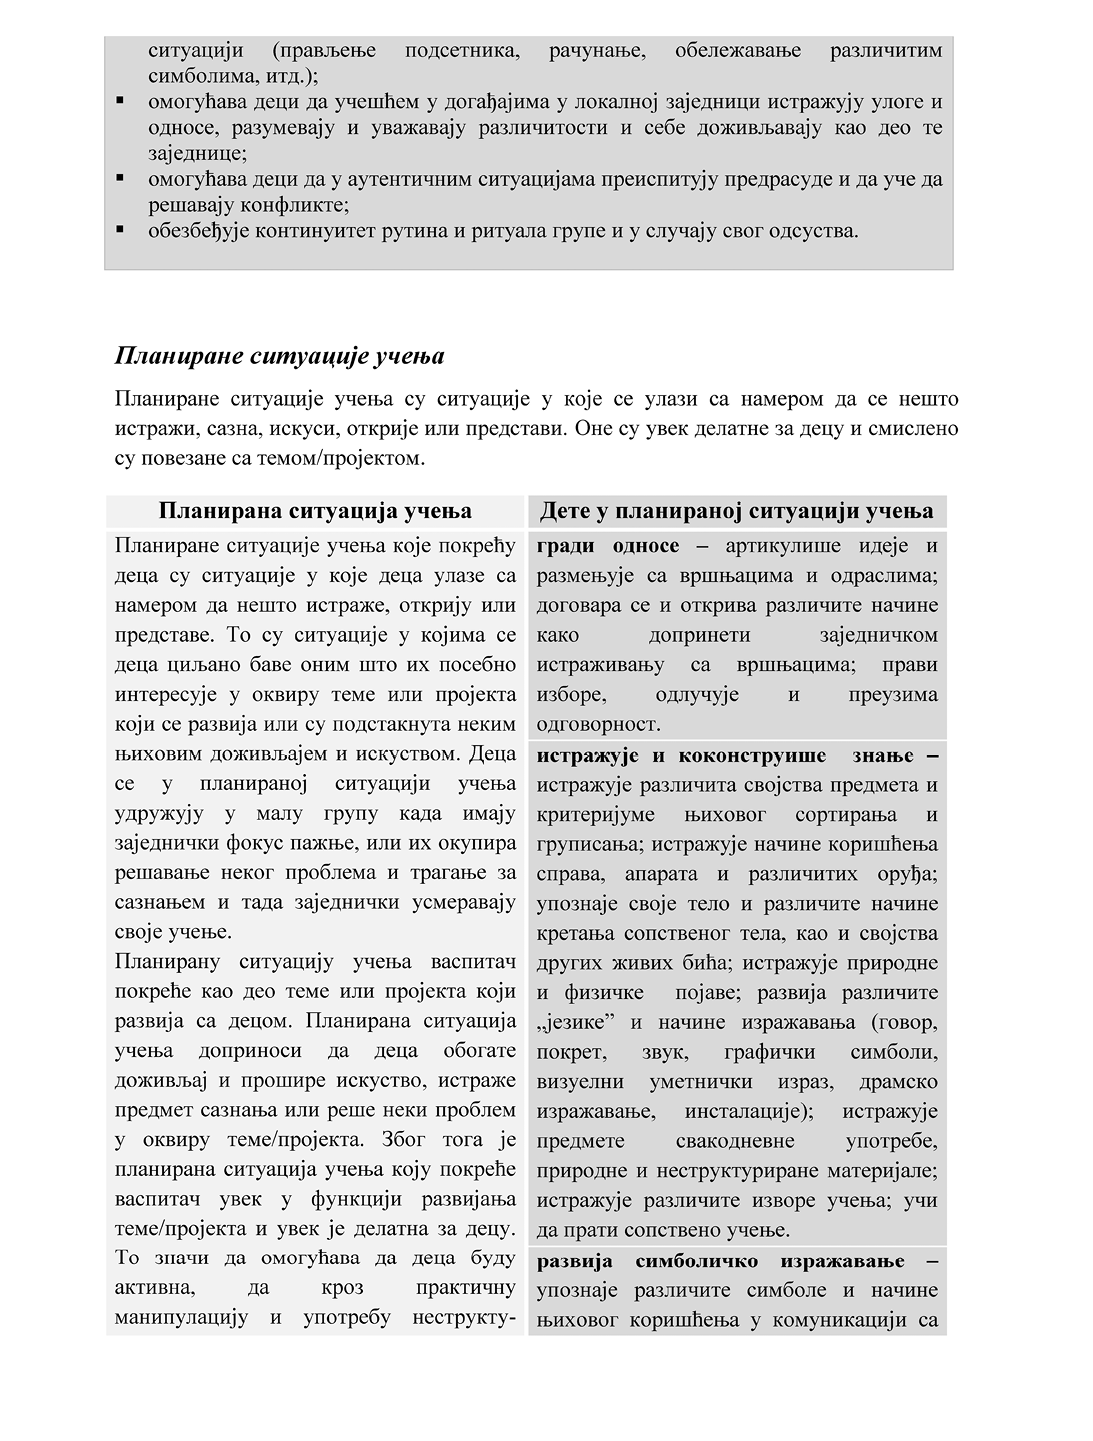 ситуацији (прављење подсетника, рачунање, обележавање различитим
символима, итд.);
▪ омогућава деци да учешћем у догађајима у локалној заједници истражују улоге и
односе, разумевају и уважавају различитости и себе доживљавају као део те
заједнице;
▪ омогућава деци да у аутентичним ситуацијама преиспитују предрасуде и да уче да
решавају конфликте;
▪ обезбеђује континуитет рутина и ритуала групе и у случају свог одсуства.
Планиране ситуације учења
Планиране ситуације учења су ситуације у које се улази са намером да се нешто
истражи, сазна, искуси, открије или представи. Оне су увек делатне за децу и смислено
су повезане са темом/пројектом.
Планирана ситуација учења
Планиране ситуације учења које покрећу
деца су ситуације у које деца улазе са
намером да нешто истраже, открију или
представе. То су ситуације у којима се
деца циљано баве оним што их посебно
интересује у оквиру теме или пројекта
који се развија или су подстакнута неким
њиховим доживљајем и искуством. Деца
се у планираној ситуацији учења
удружују у малу групу када имају
заједнички фокус пажње, или их окупира
решавање неког проблема и трагање за
сазнањем и тада заједнички усмеравају
своје учење.
Планирану ситуацију учења васпитач
покреће као део теме или пројекта који
развија са децом. Планирана ситуација
учења доприноси да деца обогате
доживљај и прошире искуство, истраже
предмет сазнања или реше неки проблем
у оквиру теме/пројекта. Због тога је
планирана ситуација учења коју покреће
васпитач увек у функцији развијања
теме/пројекта и увек је делатна за децу.
То значи да омогућава да деца буду
активна, да кроз практичну
манипулацију и употребу неструкту-
Дете у планираној ситуацији учења
гради односе – артикулише идеје и
размењује са вршњацима и одраслима;
договара се и открива различите начине
како допринети заједничком
истраживању са вршњацима; прави
изборе, одлучује и преузима
одговорност.
истражује и коконструише знање –
истражује различита својства предмета и
критеријуме њиховог сортирања и
груписања; истражује начине коришћења
справа, апарата и различитих оруђа;
упознаје своје тело и различите начине
кретања сопственог тела, као и својства
других живих бића; истражује природне
и физичке појаве; развија различите
„језике” и начине изражавања (говор,
покрет, звук, графички симболи,
визуелни уметнички израз, драмско
изражавање, инсталације); истражује
предмете свакодневне употребе,
природне и неструктуриране материјале;
истражује различите изворе учења; учи
да прати сопствено учење.
развија симболичко изражавање –
упознаје различите симболе и начине
њиховог коришћења у комуникацији са